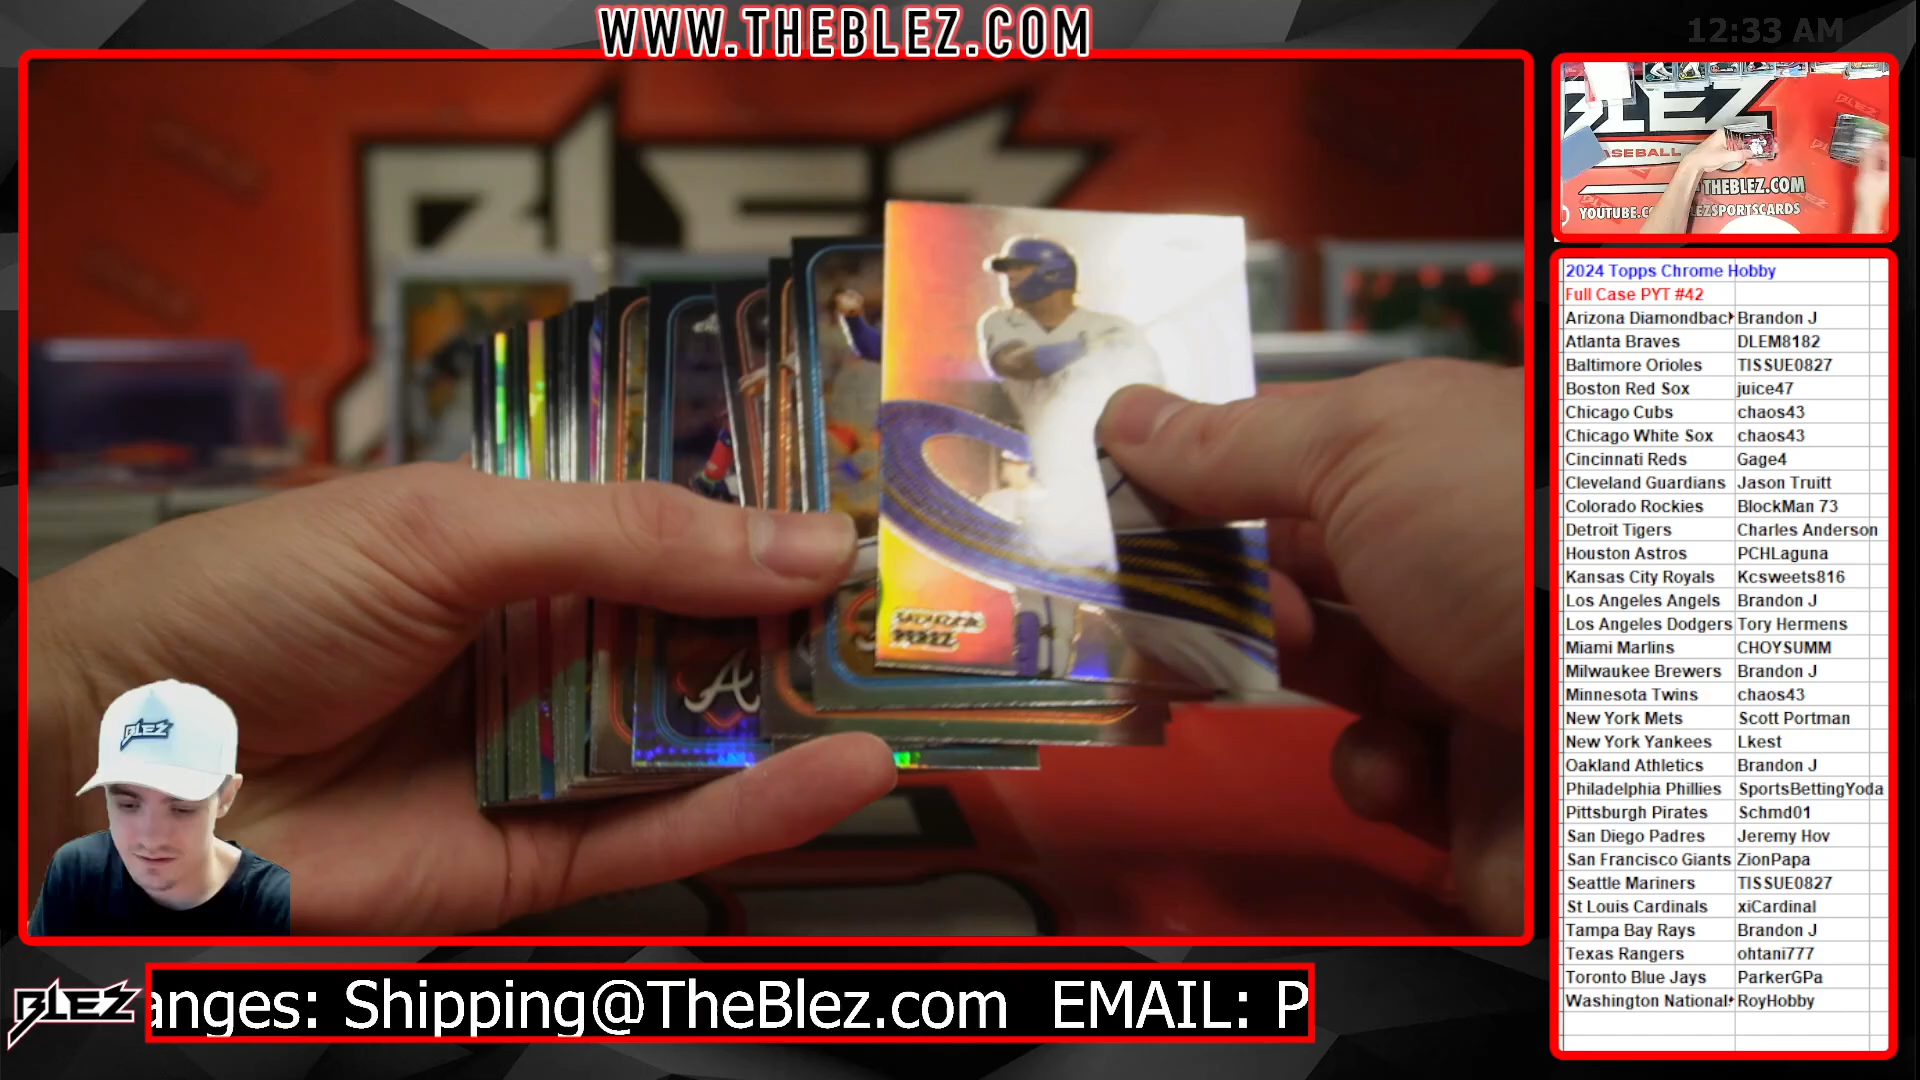 WWW.THEBLEZ.COM
12:33 AM
BLEZ
BLEZ
BASEBALL
THEBLEZ.COM
2024 Topps Chrome Hobby
Full Case PYT #42
Arizona Diamondbac Brandon J
Atlanta Braves DLEM8182
Baltimore Orioles TISSUE0827
Boston Red Sox juice47
Chicago Cubs chaos43
Chicago White Sox chaos43
Cincinnati Reds Gage4
Cleveland Guardians Jason Truitt
Colorado Rockies BlockMan 73
Detroit Tigers Charles Anderson
Houston Astros PCHLaguna
Kansas City Royals Kcsweets816
Los Angeles Angels Brandon J
Los Angeles Dodgers Tory Hermens
Miami Marlins CHOYSUMM
Milwaukee Brewers Brandon J
Minnesota Twins chaos43
New York Mets Scott Portman
New York Yankees Lkest
Oakland Athletics Brandon J
Philadelphia Phillies SportsBettingYoda
Pittsburgh Pirates Schmd01
San Diego Padres Jeremy Hov
San Francisco Giants ZionPapa
Seattle Mariners TISSUE0827
St Louis Cardinals xiCardinal
Tampa Bay Rays Brandon J
Texas Rangers ohtani777
Toronto Blue Jays ParkerGPa
Washington National RoyHobby
A
BLEZ
BLEZ
anges: Shipping@TheBlez.com EMAIL: P